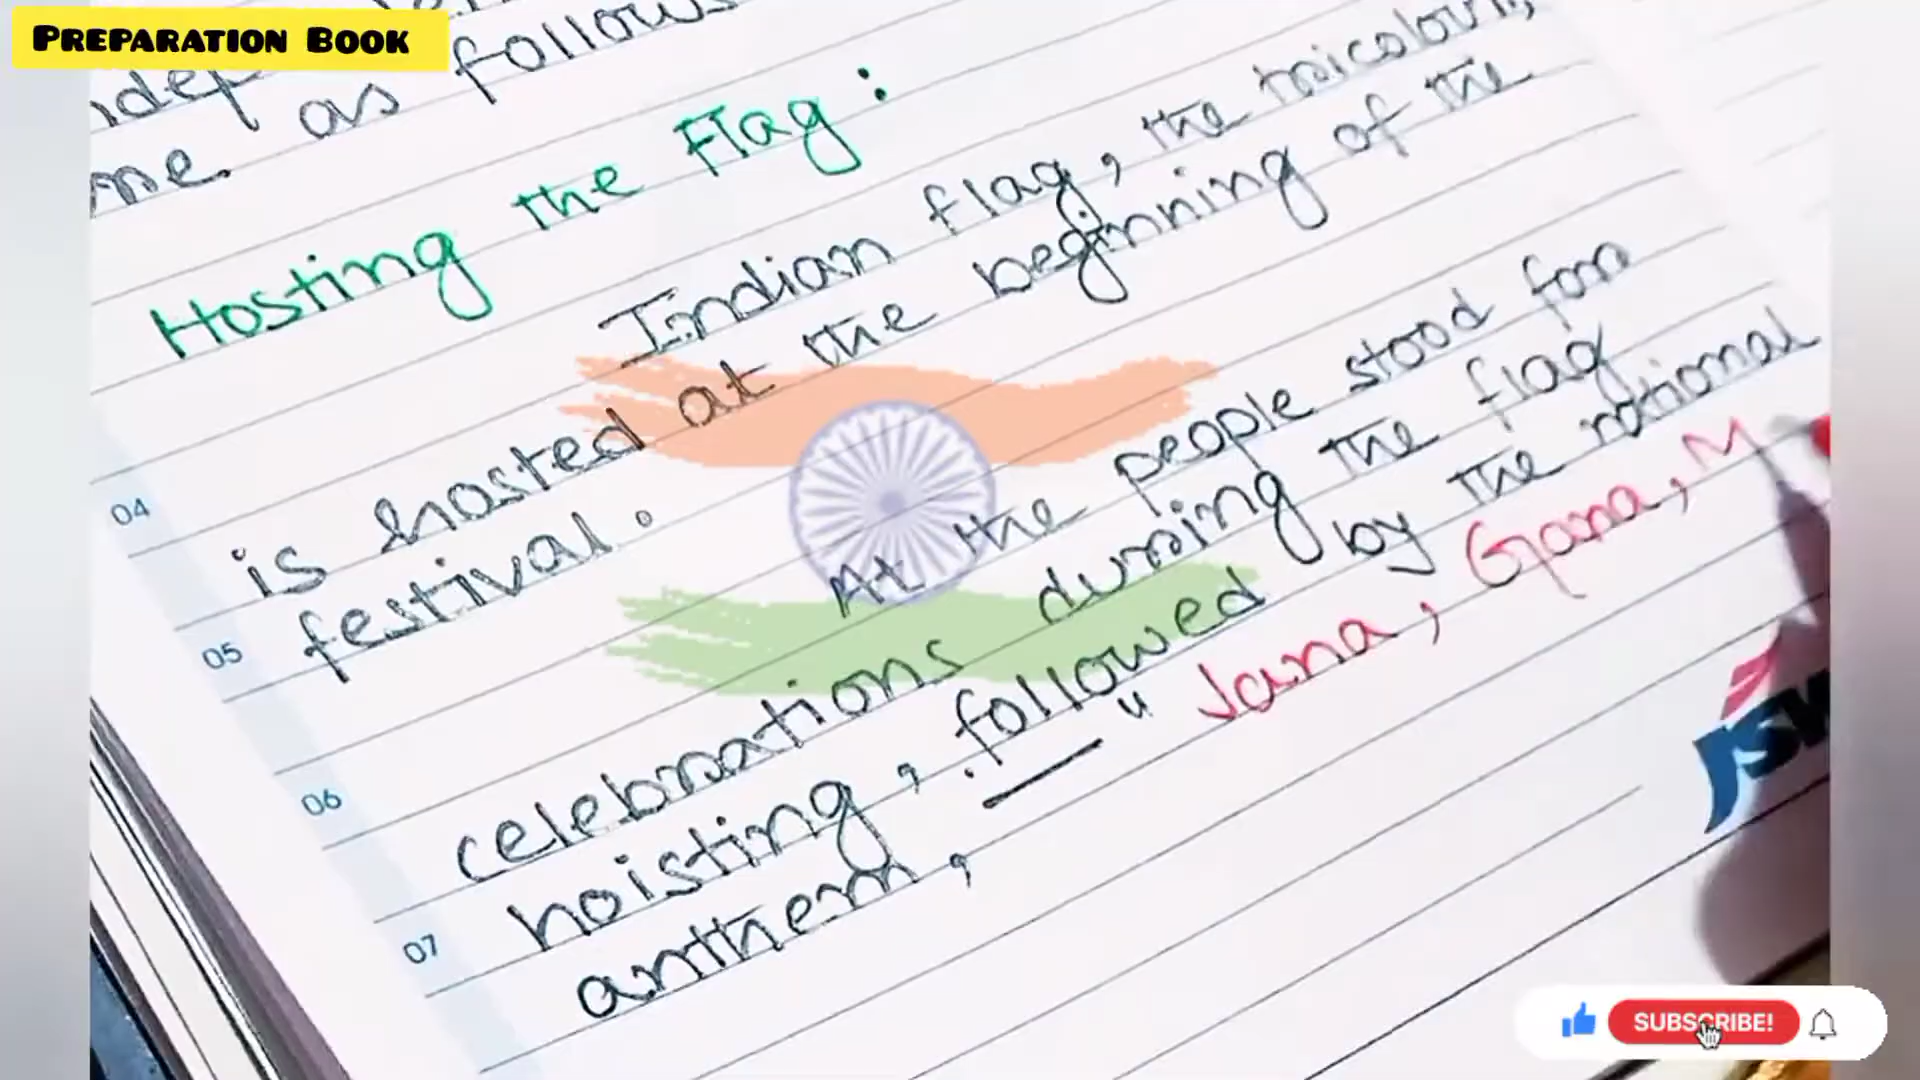 PREPARATION BOOK
as follows
me.
Hosting the Flag:
Indian flag, the tricolour,
is hosted at the beginning of the
festival.
At the people stood for
celebrations during the flag
hoisting, followed by the national
anthem, — " Jana, Gana, M
04
05
06
07
JSW
SUBSCRIBE!